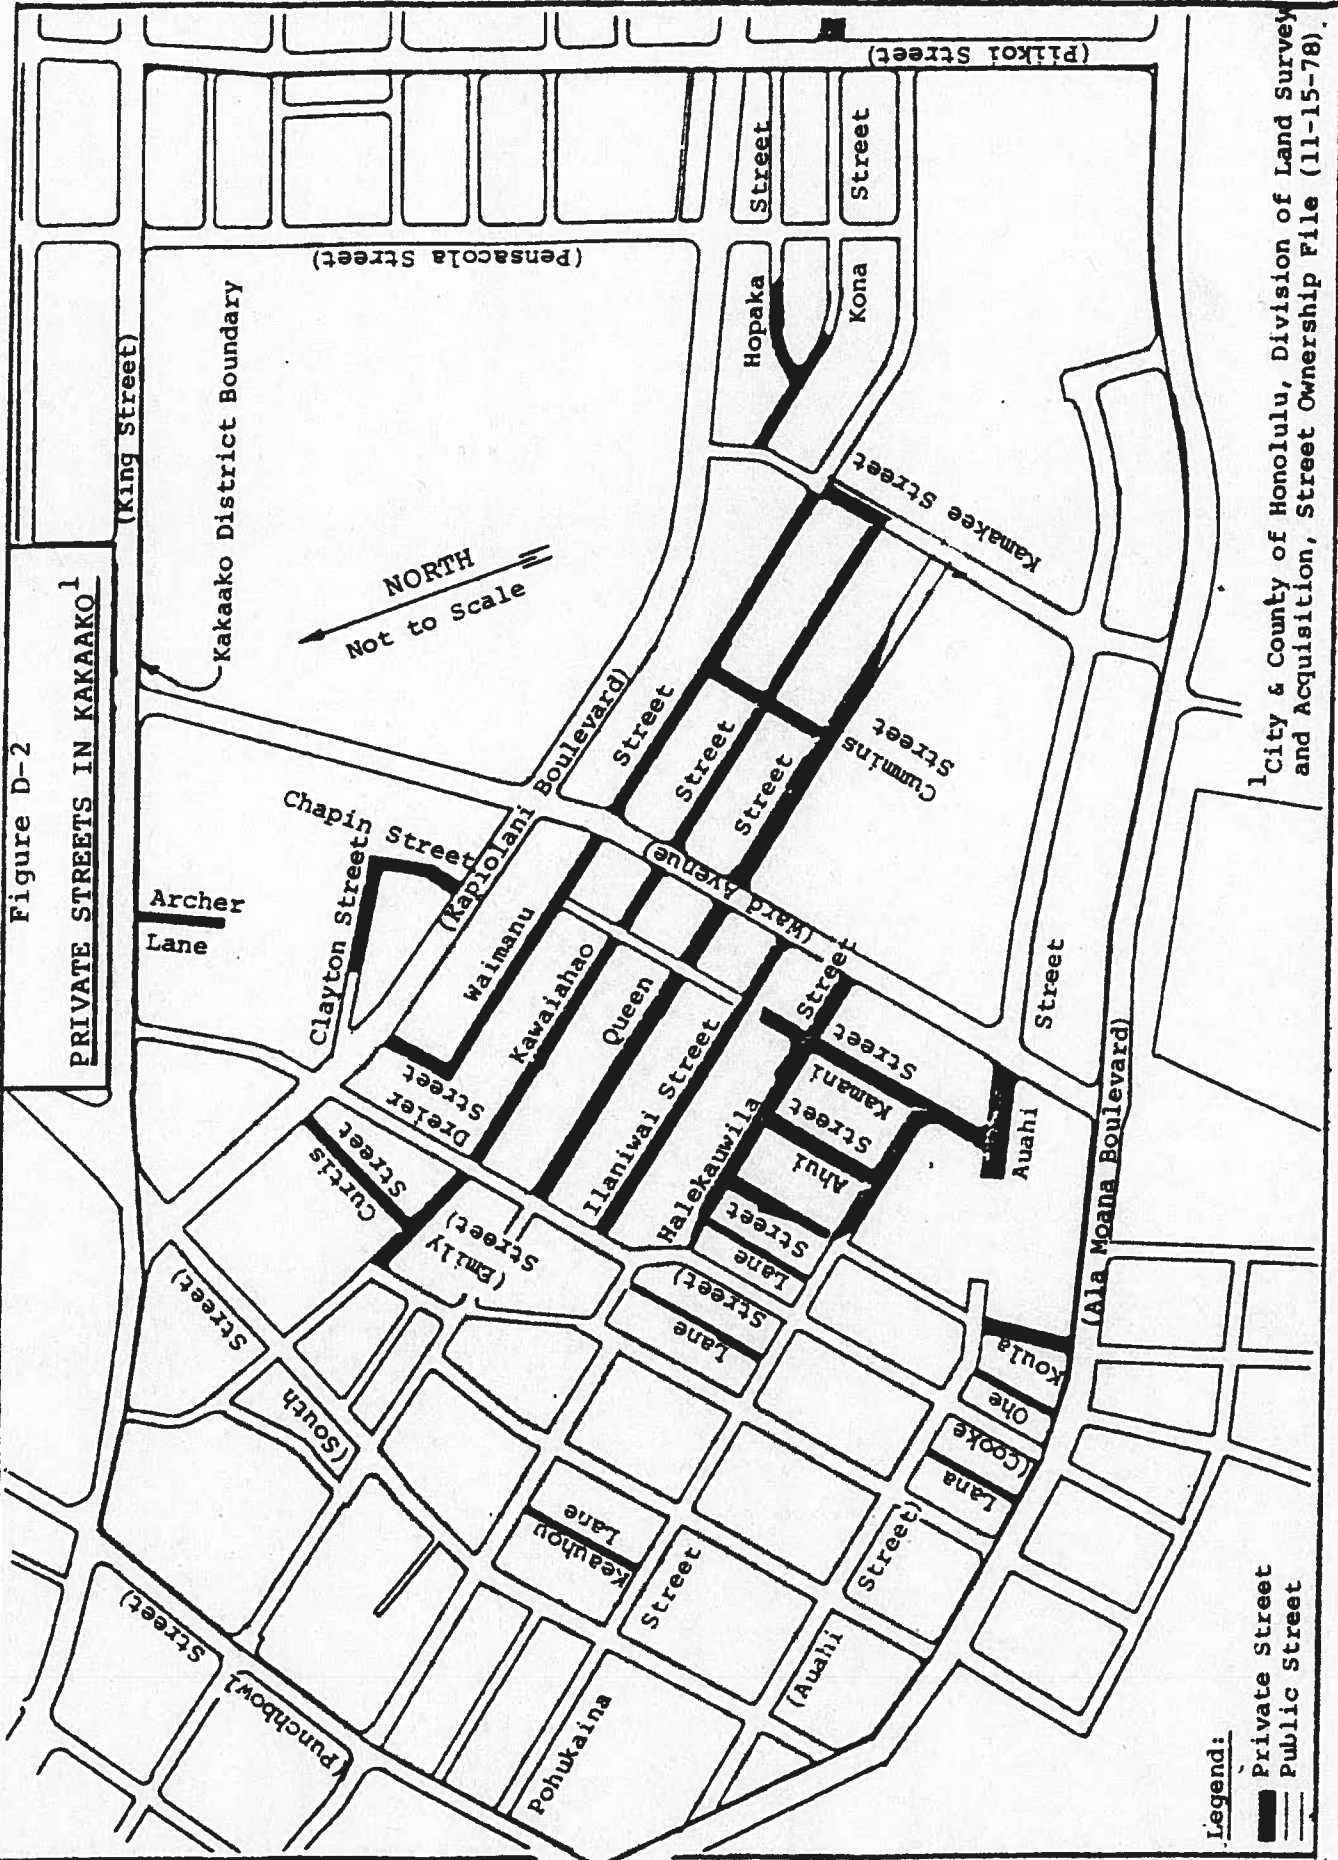 Figure D-2
PRIVATE STREETS IN KAKAAKO1
(King Street)
Kakaako District Boundary
(Pensacola Street)
(Piikoi Street)
Street
Street
Hopaka
Kona
NORTH
Not to Scale
Archer
Lane
Chapin Street
Clayton Street
(Kapiolani Boulevard)
Street
Street
Street
Kamakee Street
Cummins
Street
(Ward Avenue)
Waimanu
Kawaiahao
Queen
Ilaniwai Street
Halekauwila
Street
Dreier
Street
Curtis
Street
(Emily
Street)
Kamani
Street
Ahui
Street
Street
Lane
Street)
Lane
Auahi
Street
(Ala Moana Boulevard)
Koula
Ohe
(Cooke
Lana
(South
Street)
Keauhou
Lane
Street
Pohukaina
(Auahi
Street)
(Punchbowl
Street)
Legend:
Private Street
Public Street
1City & County of Honolulu, Division of Land Survey
and Acquisition, Street Ownership File (11-15-78).